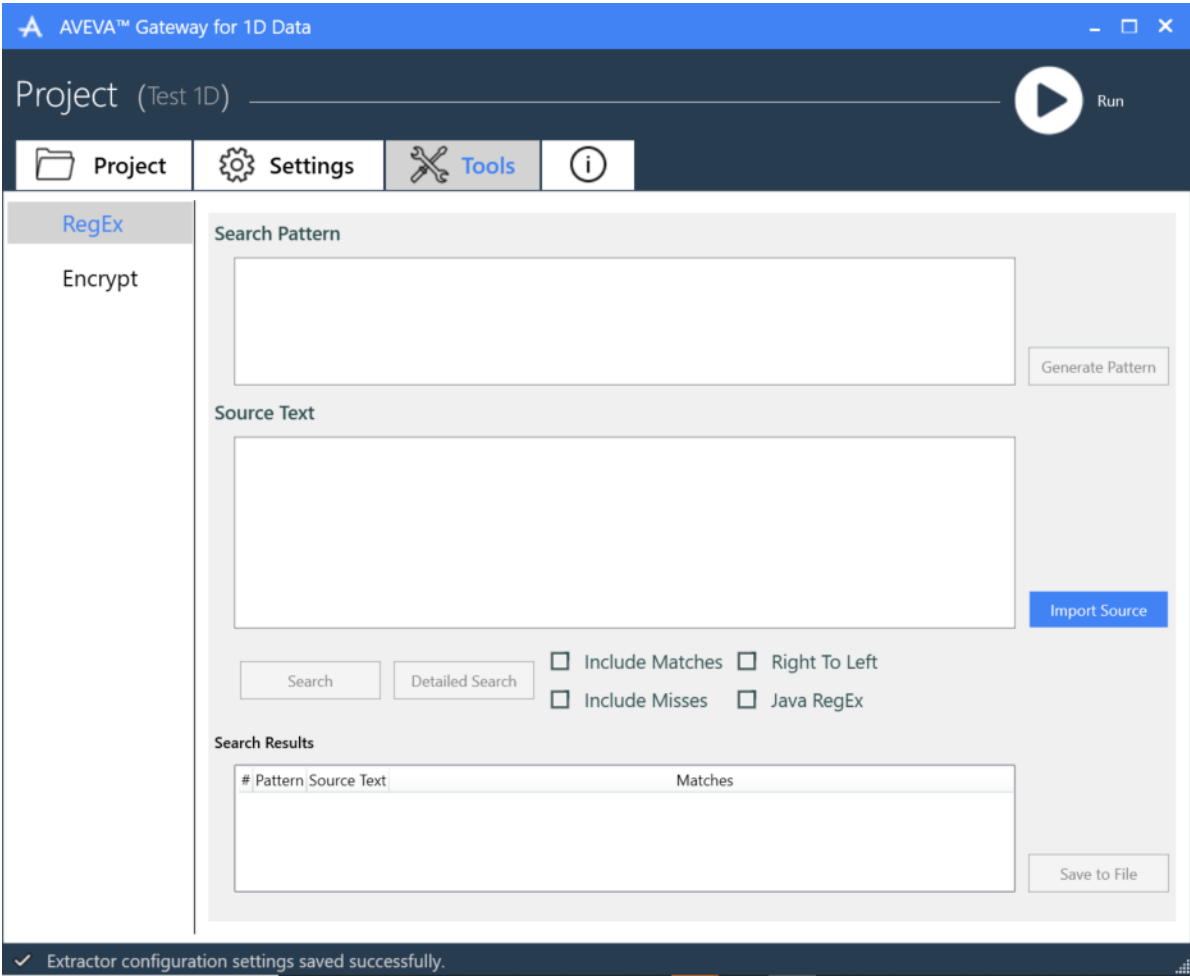 AVEVA™ Gateway for 1D Data
Project (Test 1D)
Run
Project
Settings
Tools
i
RegEx
Encrypt
Search Pattern
Generate Pattern
Source Text
Import Source
Search
Detailed Search
Include Matches
Right To Left
Include Misses
Java RegEx
Search Results
# Pattern Source Text Matches
Save to File
Extractor configuration settings saved successfully.